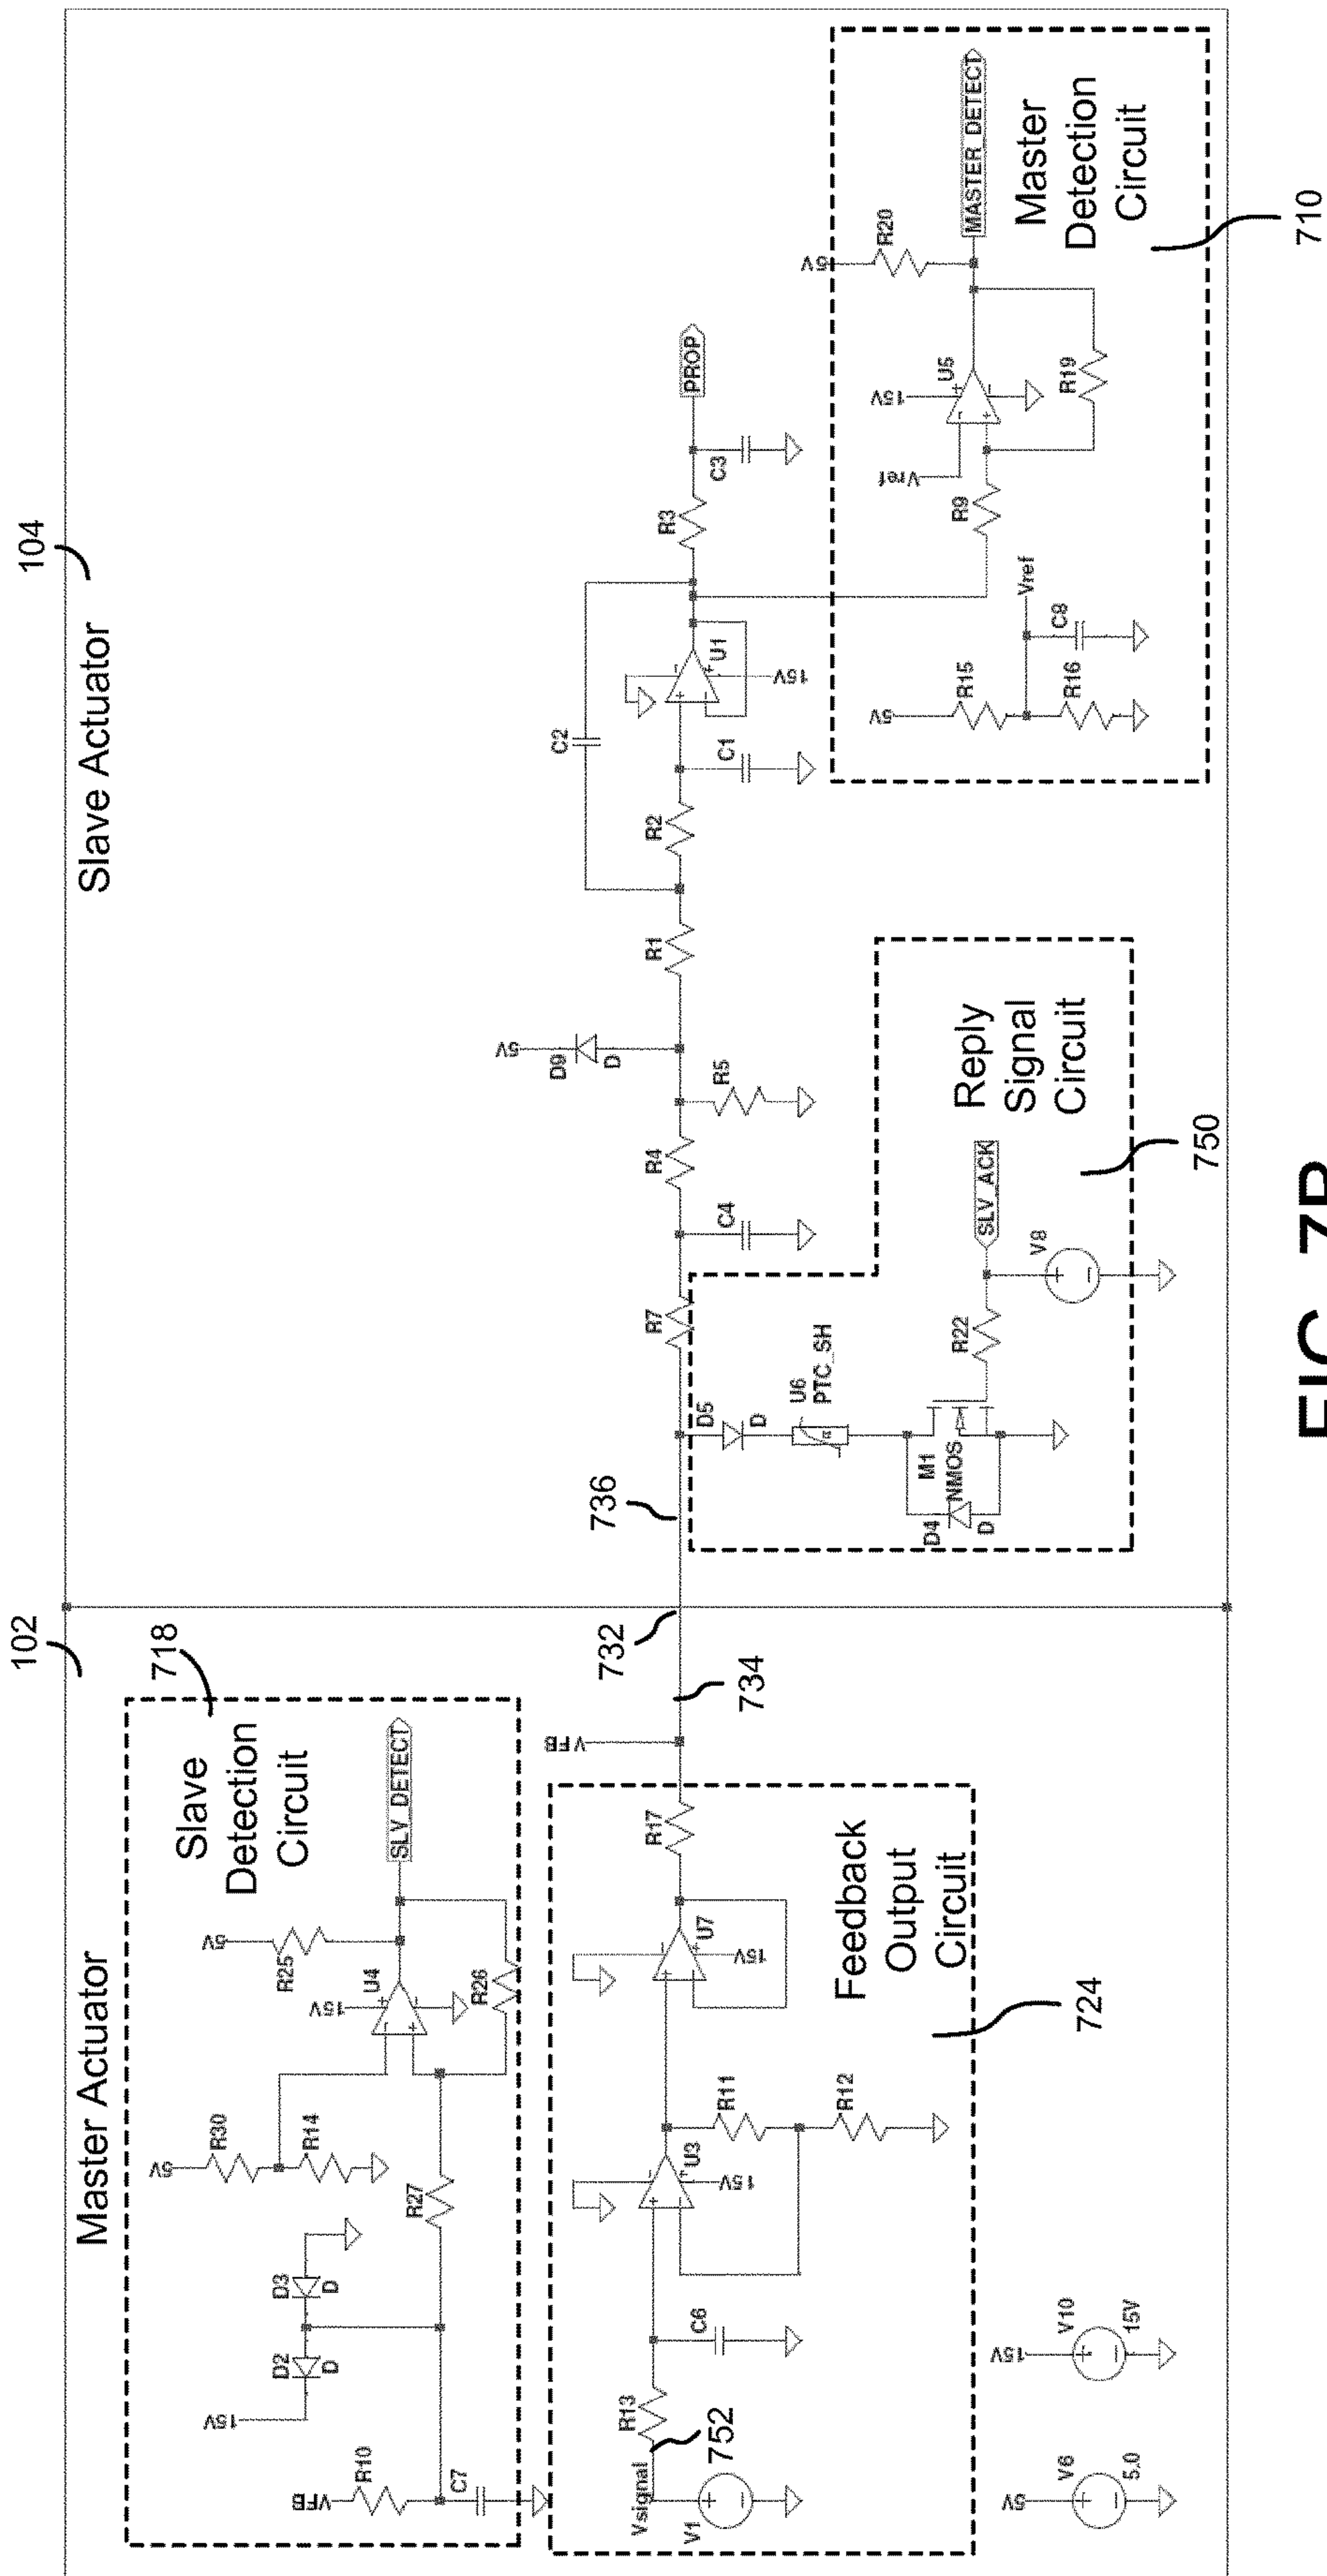 102
Master Actuator
718
Slave
Detection
Circuit
VFB
R10
C7
15V
D2
D
D3
D
5V
R30
R14
R27
15V
U4
5V
R25
R26
SLV_DETECT
Vsignal
752
V1
R13
C6
U3
15V
R11
R12
U7
15V
R17
VFB
Feedback
Output
Circuit
724
5V
V6
5.0
15V
V10
15V
732
734
104
Slave Actuator
736
R7
C4
R4
R5
5V
D9
D
R1
C2
R2
C1
U1
15V
R3
C3
PROP
D5
D
U6
PTC_SH
D4
D
M1
NMOS
R22
SLV_ACK
V8
Reply
Signal
Circuit
750
5V
R15
R16
C8
Vref
R9
Vref
15V
U5
R19
5V
R20
MASTER_DETECT
Master
Detection
Circuit
710
FIG. 7B